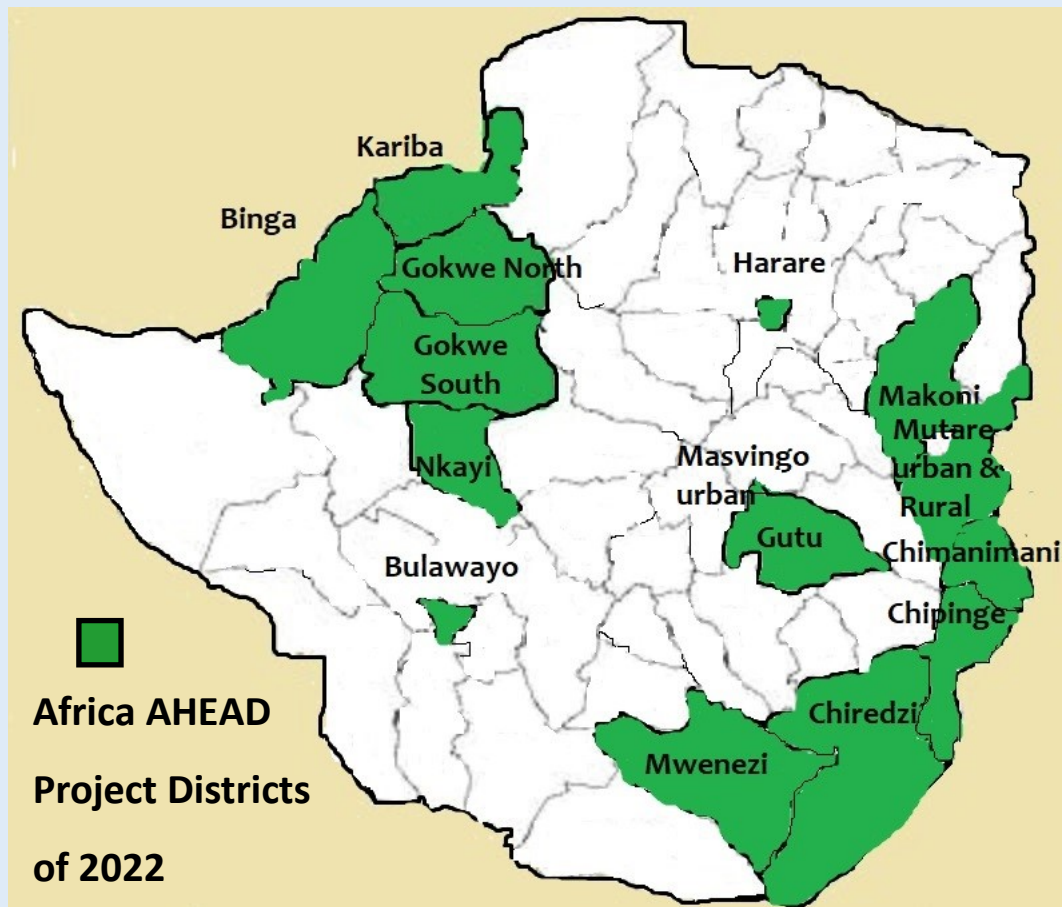 Kariba
Binga
Gokwe North
Harare
Gokwe
South
Makoni
Mutare
urban &
Rural
Nkayi
Masvingo
urban
Gutu
Chimanimani
Bulawayo
Chipinge
Chiredzi
Mwenezi
Africa AHEAD
Project Districts
of 2022